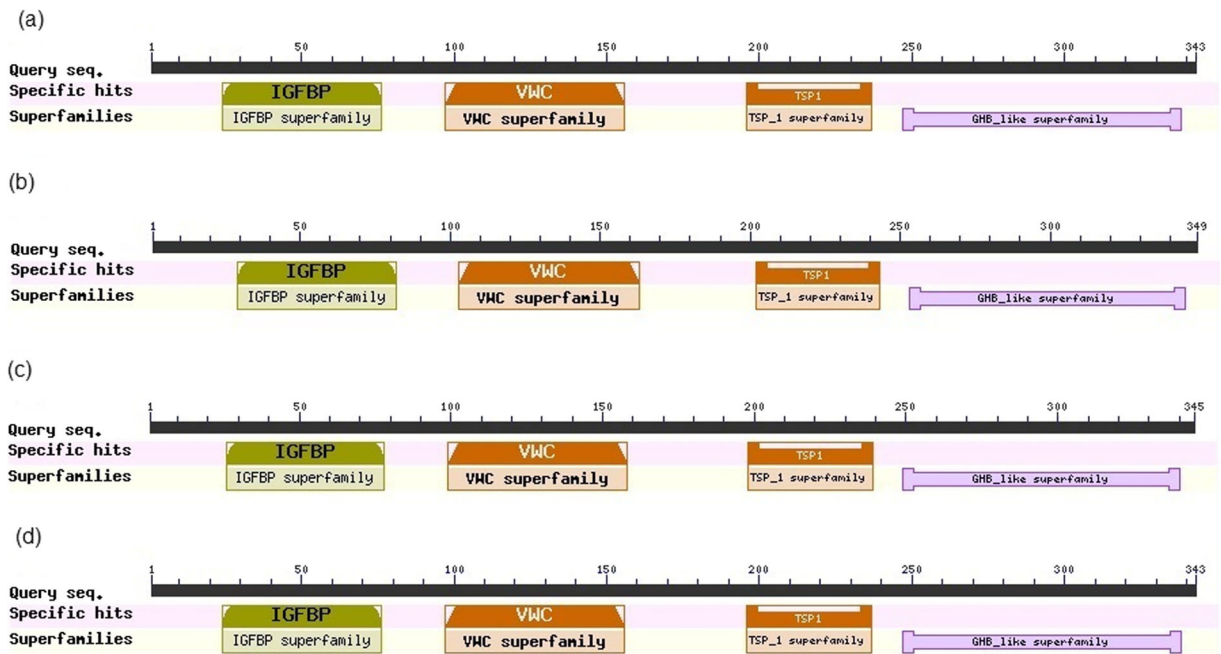 (a)
1 50 100 150 200 250 300 343
Query seq.
Specific hits IGFBP VWC TSP1
Superfamilies IGFBP superfamily VWC superfamily TSP_1 superfamily GHB_like superfamily
(b)
1 50 100 150 200 250 300 349
Query seq.
Specific hits IGFBP VWC TSP1
Superfamilies IGFBP superfamily VWC superfamily TSP_1 superfamily GHB_like superfamily
(c)
1 50 100 150 200 250 300 345
Query seq.
Specific hits IGFBP VWC TSP1
Superfamilies IGFBP superfamily VWC superfamily TSP_1 superfamily GHB_like superfamily
(d)
1 50 100 150 200 250 300 343
Query seq.
Specific hits IGFBP VWC TSP1
Superfamilies IGFBP superfamily VWC superfamily TSP_1 superfamily GHB_like superfamily